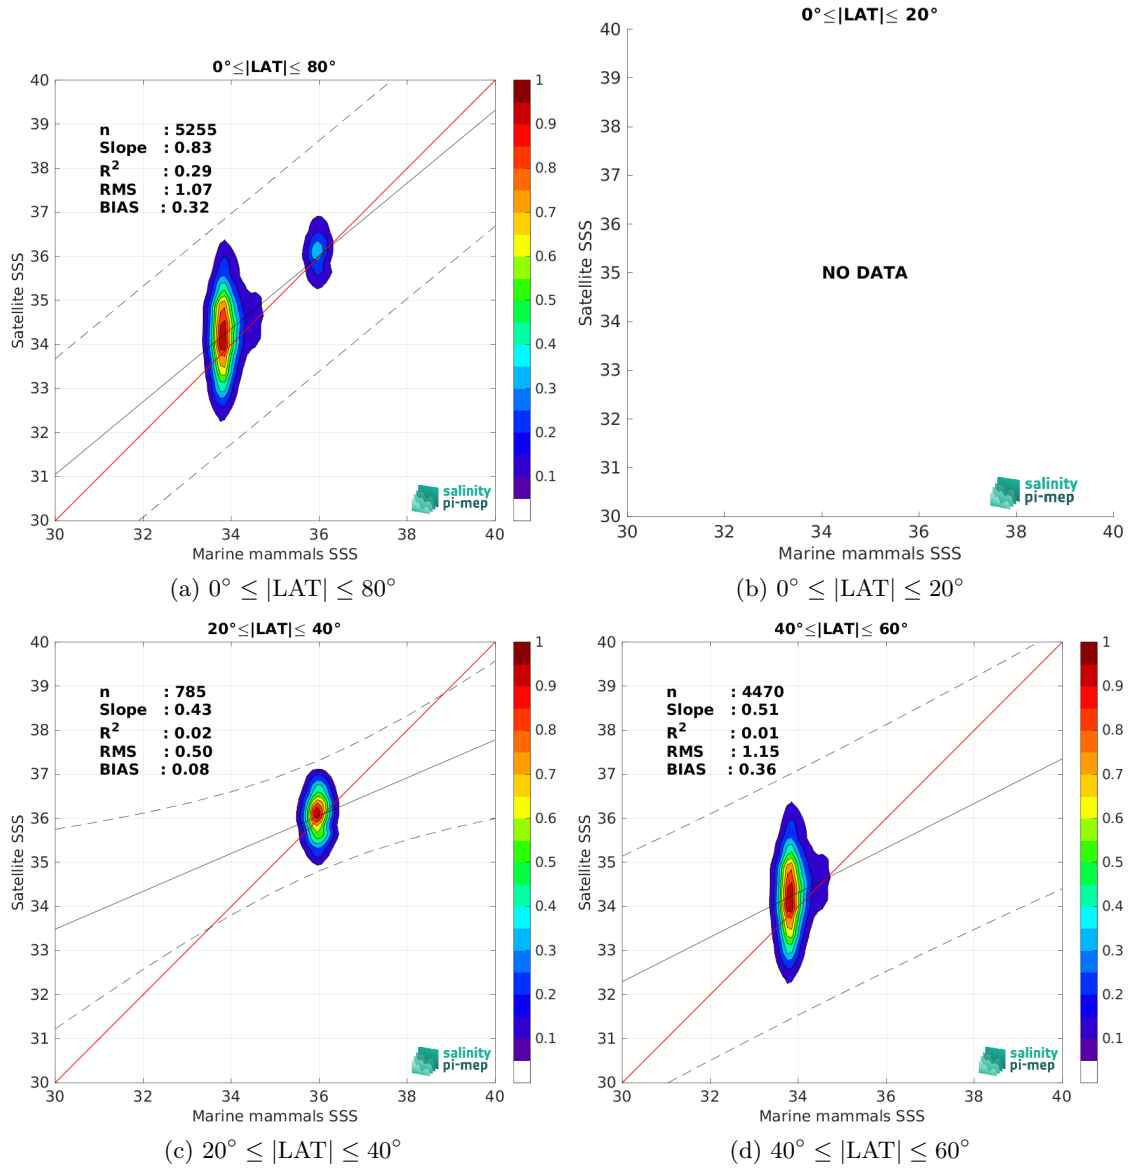 0°≤|LAT|≤ 80°
40
39
38
37
36
35
34
33
32
31
30
Satellite SSS
n : 5255
Slope : 0.83
R² : 0.29
RMS : 1.07
BIAS : 0.32
salinity
pi-mep
30 32 34 36 38 40
Marine mammals SSS
1
0.9
0.8
0.7
0.6
0.5
0.4
0.3
0.2
0.1
(a) 0° ≤ |LAT| ≤ 80°
0°≤|LAT|≤ 20°
40
39
38
37
36
35
34
33
32
31
30
Satellite SSS
NO DATA
salinity
pi-mep
30 32 34 36 38 40
Marine mammals SSS
(b) 0° ≤ |LAT| ≤ 20°
20°≤|LAT|≤ 40°
40
39
38
37
36
35
34
33
32
31
30
Satellite SSS
n : 785
Slope : 0.43
R² : 0.02
RMS : 0.50
BIAS : 0.08
salinity
pi-mep
30 32 34 36 38 40
Marine mammals SSS
1
0.9
0.8
0.7
0.6
0.5
0.4
0.3
0.2
0.1
(c) 20° ≤ |LAT| ≤ 40°
40°≤|LAT|≤ 60°
40
39
38
37
36
35
34
33
32
31
30
Satellite SSS
n : 4470
Slope : 0.51
R² : 0.01
RMS : 1.15
BIAS : 0.36
salinity
pi-mep
30 32 34 36 38 40
Marine mammals SSS
1
0.9
0.8
0.7
0.6
0.5
0.4
0.3
0.2
0.1
(d) 40° ≤ |LAT| ≤ 60°